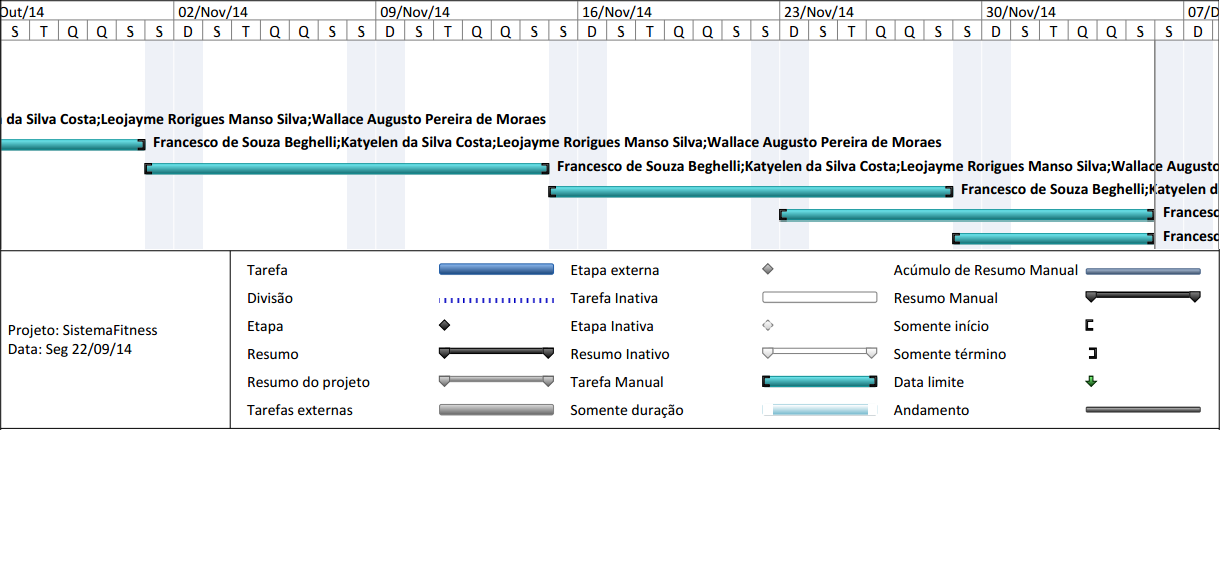 Out/14 02/Nov/14 09/Nov/14 16/Nov/14 23/Nov/14 30/Nov/14 07/D
S T Q Q S S D S T Q Q S S D S T Q Q S S D S T Q Q S S D S T Q Q S S D S T Q Q S S D
da Silva Costa;Leojayme Rorigues Manso Silva;Wallace Augusto Pereira de Moraes
Francesco de Souza Beghelli;Katyelen da Silva Costa;Leojayme Rorigues Manso Silva;Wallace Augusto Pereira de Moraes
Francesco de Souza Beghelli;Katyelen da Silva Costa;Leojayme Rorigues Manso Silva;Wallace Augusto
Francesco de Souza Beghelli;Katyelen d
Francesc
Francesc
Projeto: SistemaFitness
Data: Seg 22/09/14
Tarefa
Divisão
Etapa
Resumo
Resumo do projeto
Tarefas externas
Etapa externa
Tarefa Inativa
Etapa Inativa
Resumo Inativo
Tarefa Manual
Somente duração
Acúmulo de Resumo Manual
Resumo Manual
Somente início
Somente término
Data limite
Andamento